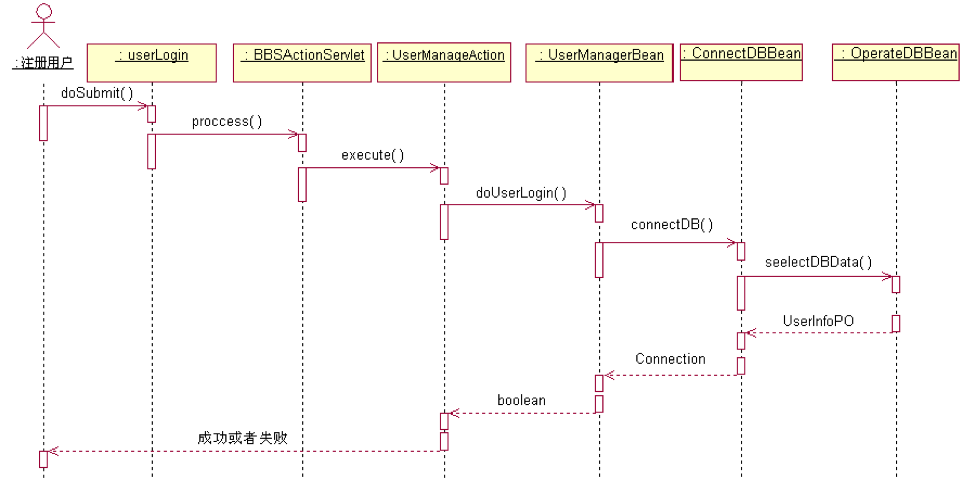 : 注册用户
: userLogin
: BBSActionServlet
: UserManageAction
: UserManagerBean
: ConnectDBBean
: OperateDBBean
doSubmit( )
proccess( )
execute( )
doUserLogin( )
connectDB( )
seelectDBData( )
UserInfoPO
Connection
boolean
成功或者失败